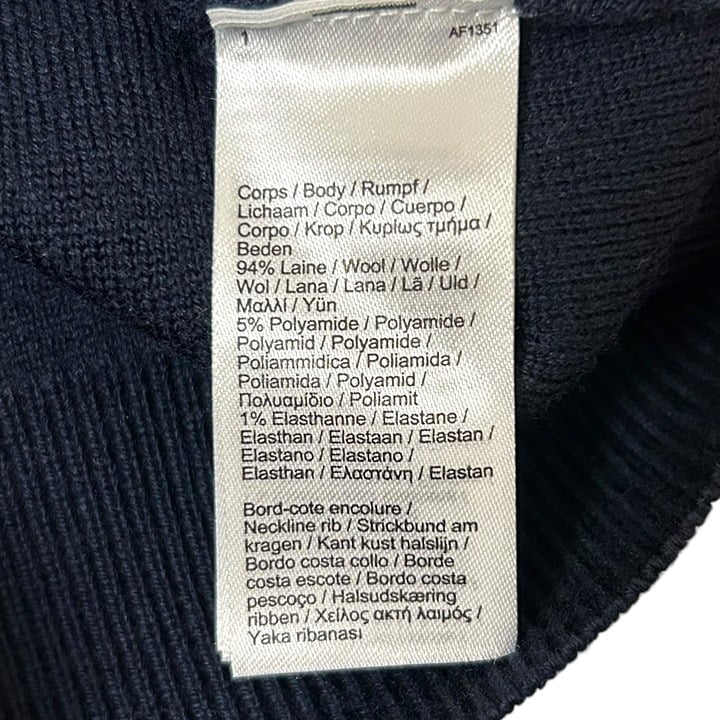 1 AF1351
Corps / Body / Rumpf /
Lichaam / Corpo / Cuerpo /
Corpo / Krop / Κυρίως τμήμα /
Beden
94% Laine / Wool / Wolle /
Wol / Lana / Lana / Lã / Uld /
Μαλλί / Yün
5% Polyamide / Polyamide /
Polyamid / Polyamide /
Poliammidica / Poliamida /
Poliamida / Polyamid /
Πολυαμίδιο / Poliamit
1% Elasthanne / Elastane /
Elasthan / Elastaan / Elastan /
Elastano / Elastano /
Elasthan / Ελαστάνη / Elastan
Bord-cote encolure /
Neckline rib / Strickbund am
kragen / Kant kust halslijn /
Bordo costa collo / Borde
costa escote / Bordo costa
pescoço / Halsudskæring
ribben / Χείλος ακτή λαιμός /
Yaka ribanası